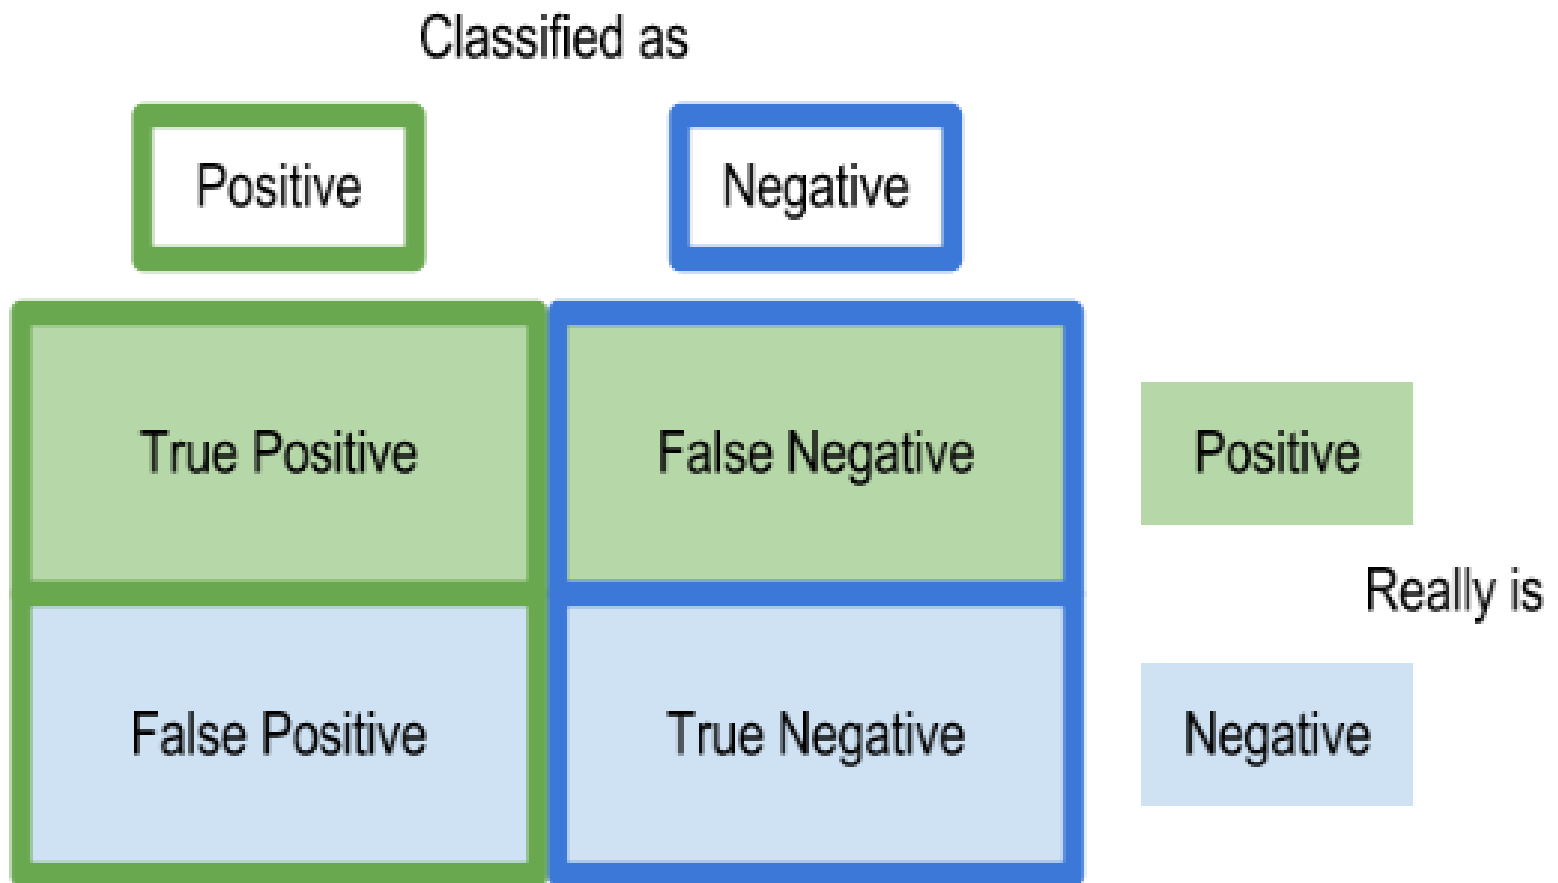 Classified as
Positive Negative
True Positive False Negative Positive
Really is
False Positive True Negative Negative